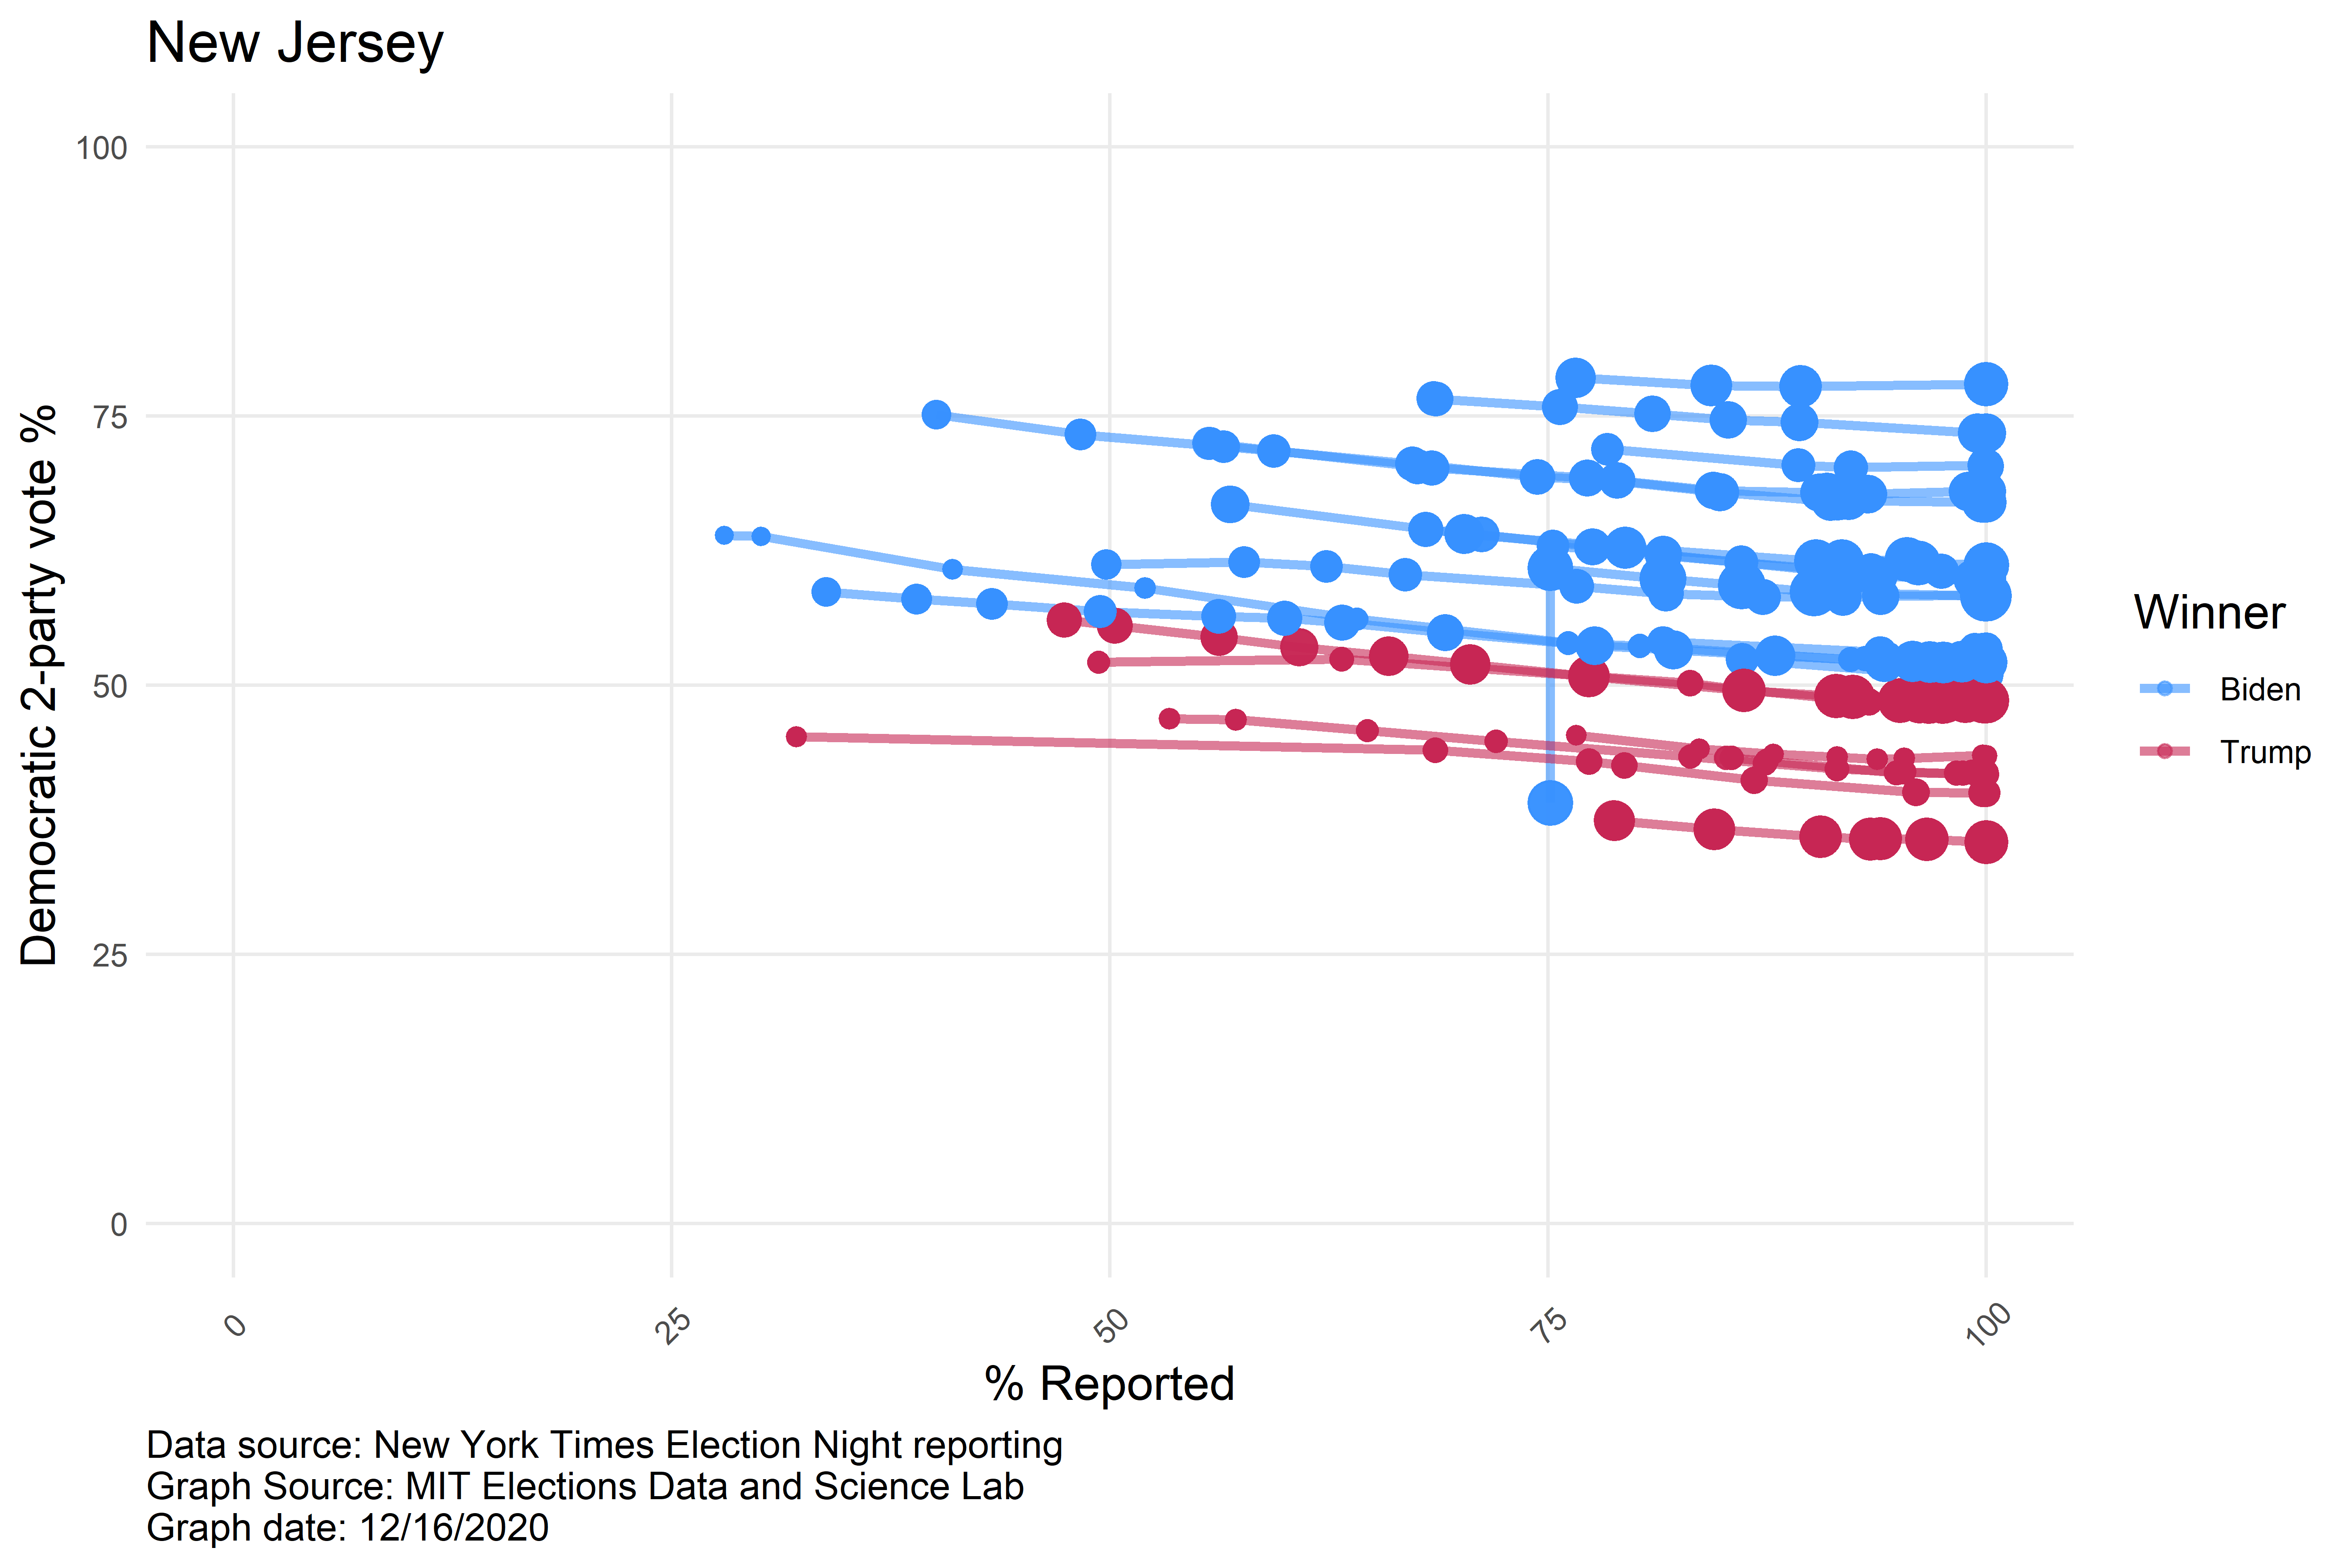 New Jersey
100
75
50
25
0
Democratic 2-party vote %
0
25
50
75
100
% Reported
Winner
Biden
Trump
Data source: New York Times Election Night reporting
Graph Source: MIT Elections Data and Science Lab
Graph date: 12/16/2020